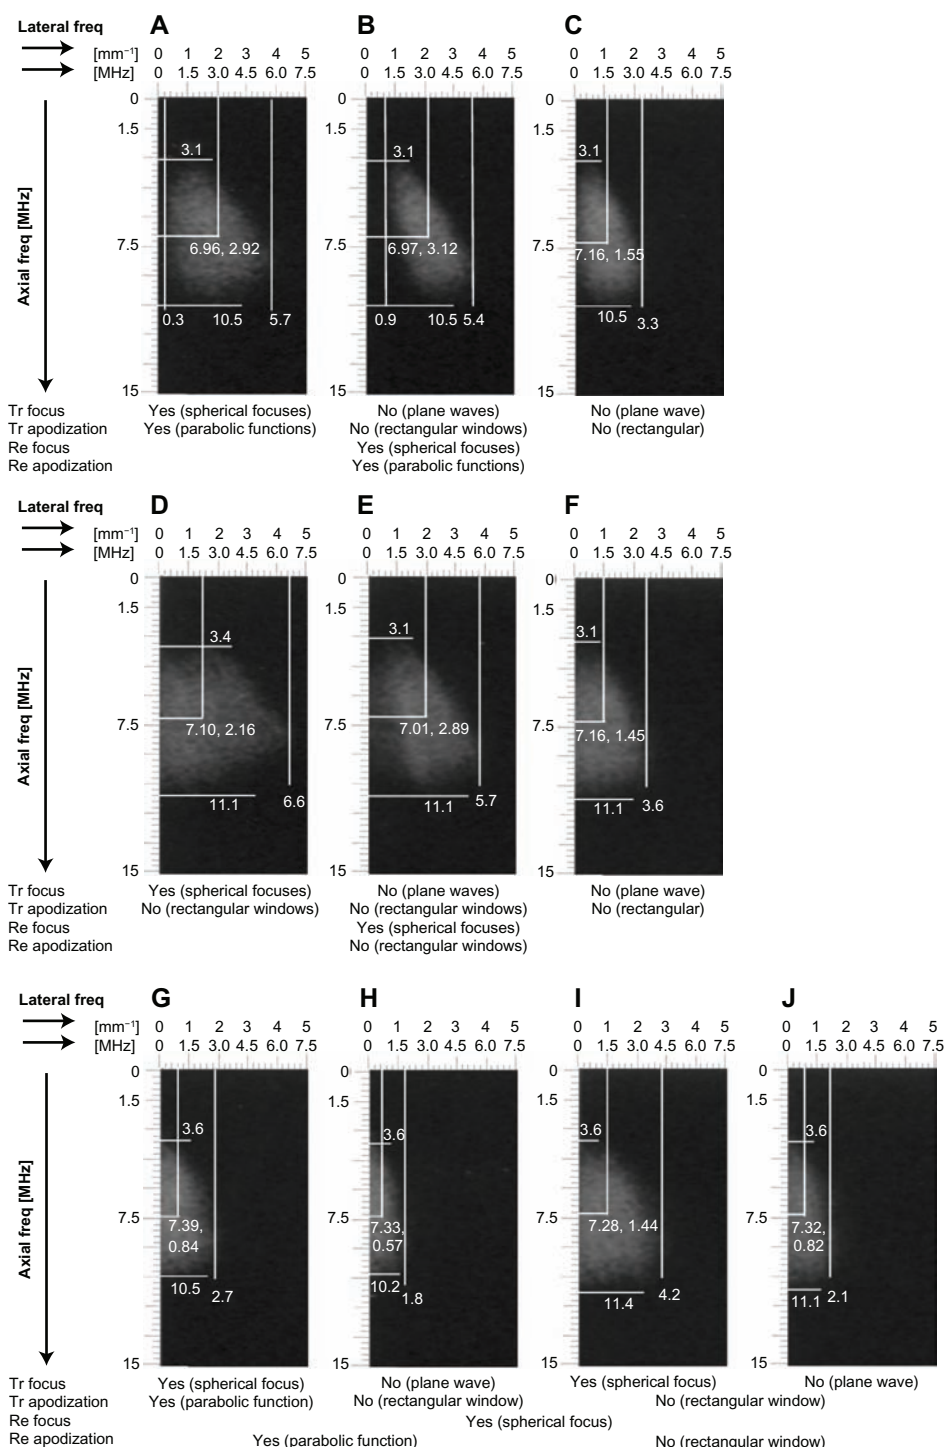 A B C
Lateral freq
[mm⁻¹] 0 1 2 3 4 5 0 1 2 3 4 5 0 1 2 3 4 5
[MHz] 0 1.5 3.0 4.5 6.0 7.5 0 1.5 3.0 4.5 6.0 7.5 0 1.5 3.0 4.5 6.0 7.5
0 0 0
1.5 1.5 1.5
3.1 3.1 3.1
Axial freq [MHz]
7.5 6.96, 2.92 7.5 6.97, 3.12 7.5 7.16, 1.55
0.3 10.5 5.7 0.9 10.5 5.4 10.5 3.3
15 15 15
Tr focus Yes (spherical focuses) No (plane waves) No (plane wave)
Tr apodization Yes (parabolic functions) No (rectangular windows) No (rectangular)
Re focus Yes (spherical focuses)
Re apodization Yes (parabolic functions)
D E F
Lateral freq
[mm⁻¹] 0 1 2 3 4 5 0 1 2 3 4 5 0 1 2 3 4 5
[MHz] 0 1.5 3.0 4.5 6.0 7.5 0 1.5 3.0 4.5 6.0 7.5 0 1.5 3.0 4.5 6.0 7.5
0 0 0
1.5 1.5 1.5
3.4 3.1 3.1
Axial freq [MHz]
7.5 7.10, 2.16 7.5 7.01, 2.89 7.5 7.16, 1.45
11.1 6.6 11.1 5.7 11.1 3.6
15 15 15
Tr focus Yes (spherical focuses) No (plane waves) No (plane wave)
Tr apodization No (rectangular windows) No (rectangular windows) No (rectangular)
Re focus Yes (spherical focuses)
Re apodization No (rectangular windows)
G H I J
Lateral freq
[mm⁻¹] 0 1 2 3 4 5 0 1 2 3 4 5 0 1 2 3 4 5 0 1 2 3 4 5
[MHz] 0 1.5 3.0 4.5 6.0 7.5 0 1.5 3.0 4.5 6.0 7.5 0 1.5 3.0 4.5 6.0 7.5 0 1.5 3.0 4.5 6.0 7.5
0 0 0 0
1.5 1.5 1.5 1.5
3.6 3.6 3.6 3.6
Axial freq [MHz]
7.5 7.39, 7.5 7.33, 7.5 7.28, 1.44 7.5 7.32,
0.84 0.57 0.82
10.5 2.7 10.2 1.8 11.4 4.2 11.1 2.1
15 15 15 15
Tr focus Yes (spherical focus) No (plane wave) Yes (spherical focus) No (plane wave)
Tr apodization Yes (parabolic function) No (rectangular window) No (rectangular window)
Re focus Yes (spherical focus)
Re apodization Yes (parabolic function) No (rectangular window)